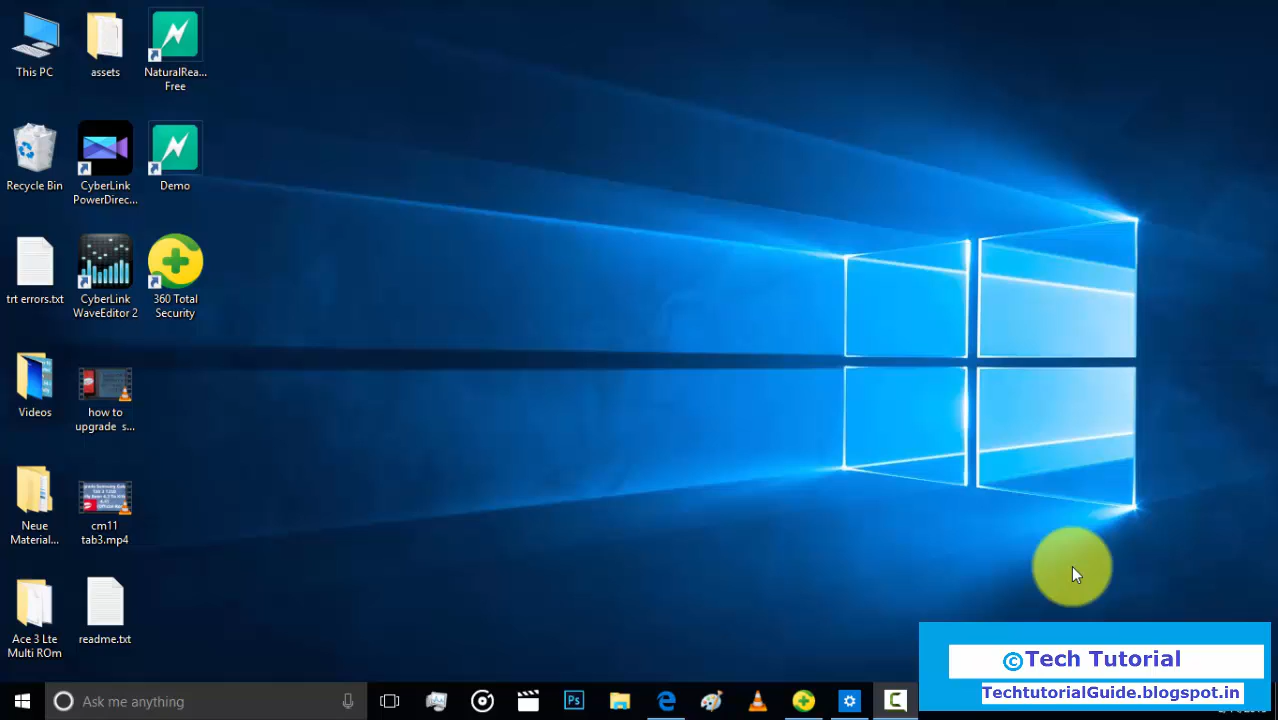 This PC
assets
NaturalRea...
Free
Recycle Bin
CyberLink
PowerDirec...
Demo
trt errors.txt
CyberLink
WaveEditor 2
360 Total
Security
Videos
how to
upgrade s...
Neue
Material...
cm11
tab3.mp4
Ace 3 Lte
Multi ROm
readme.txt
Ask me anything
Ps
©Tech Tutorial
TechtutorialGuide.blogspot.in